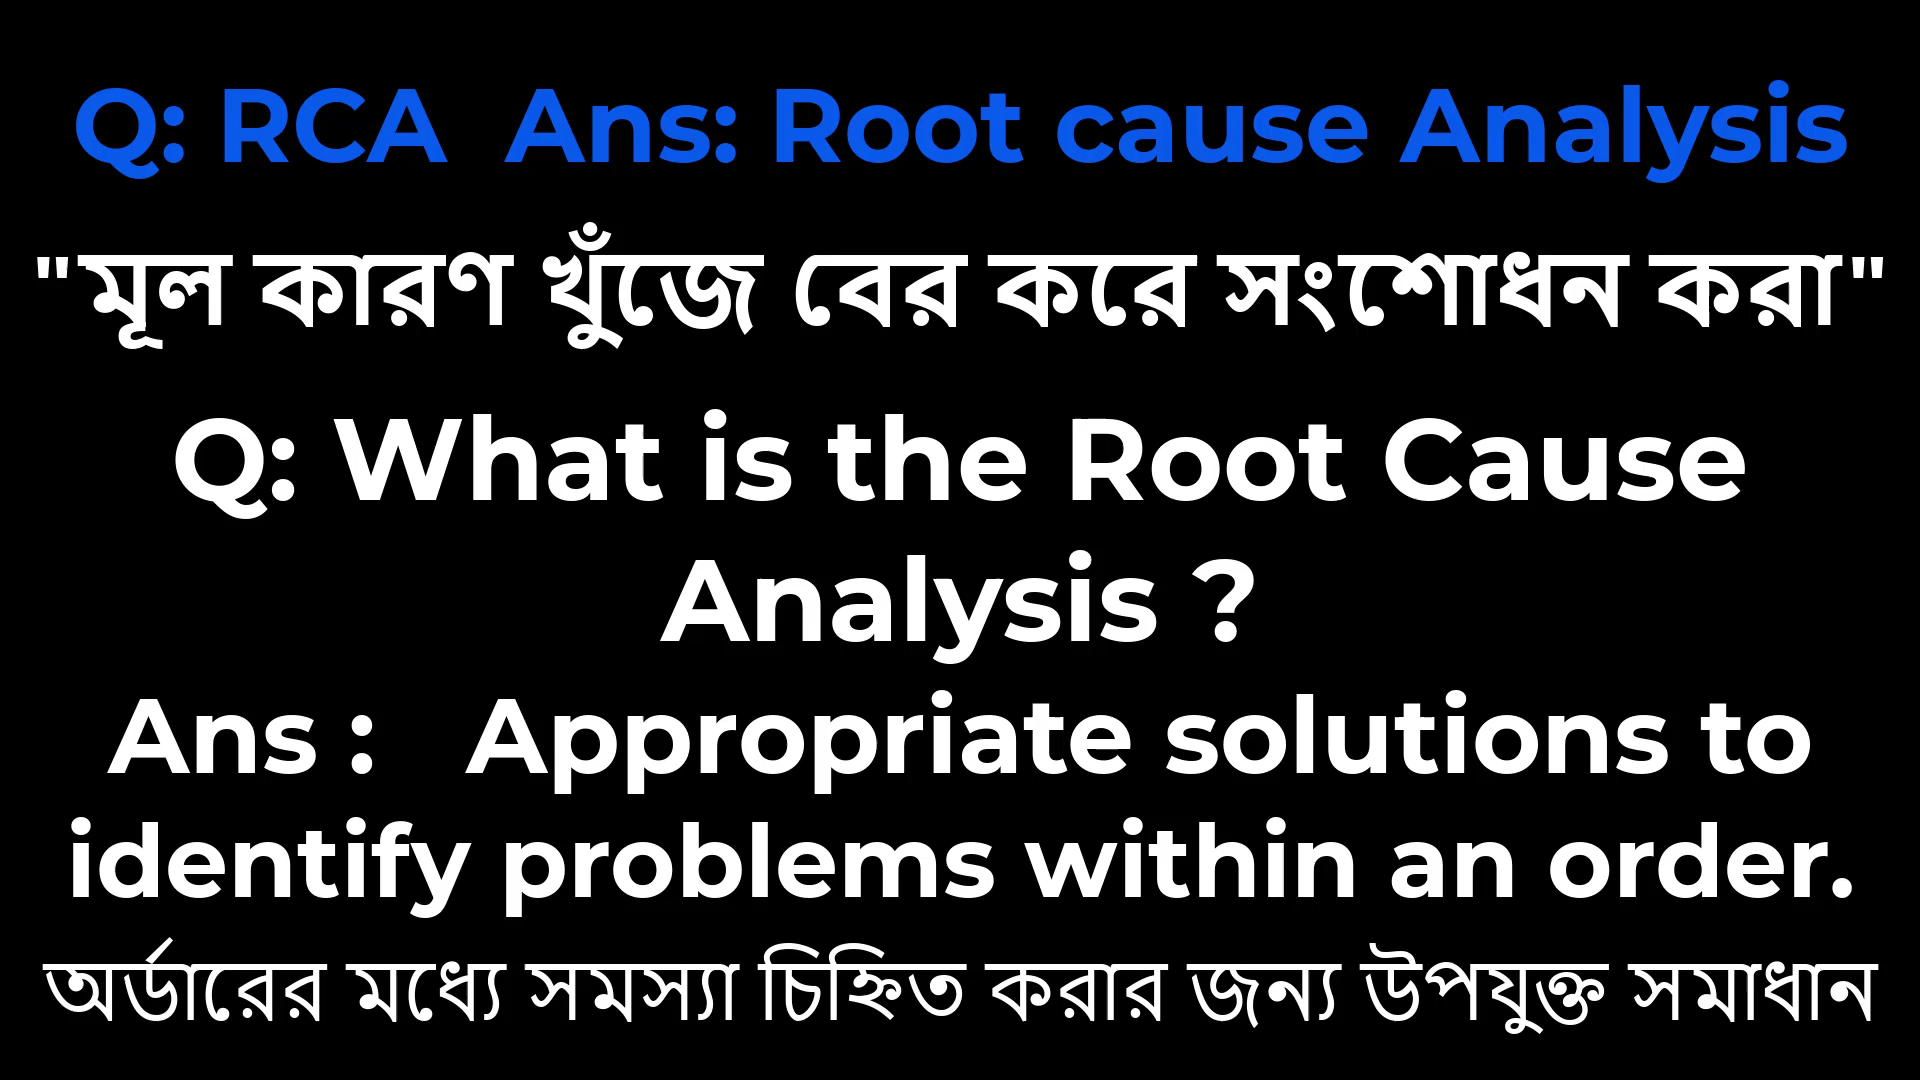 Q: RCA  Ans: Root cause Analysis
"মূল কারণ খুঁজে বের করে সংশোধন করা"
Q: What is the Root Cause
Analysis ?
Ans :   Appropriate solutions to
identify problems within an order.
অর্ডারের মধ্যে সমস্যা চিহ্নিত করার জন্য উপযুক্ত সমাধান